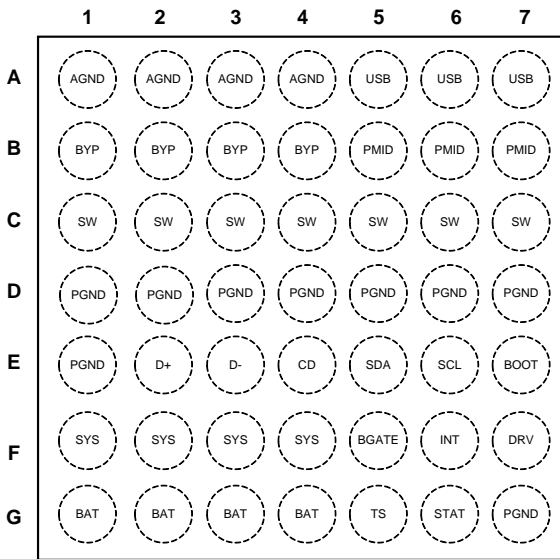 1 2 3 4 5 6 7
A AGND AGND AGND AGND USB USB USB
B BYP BYP BYP BYP PMID PMID PMID
C SW SW SW SW SW SW SW
D PGND PGND PGND PGND PGND PGND PGND
E PGND D+ D- CD SDA SCL BOOT
F SYS SYS SYS SYS BGATE INT DRV
G BAT BAT BAT BAT TS STAT PGND